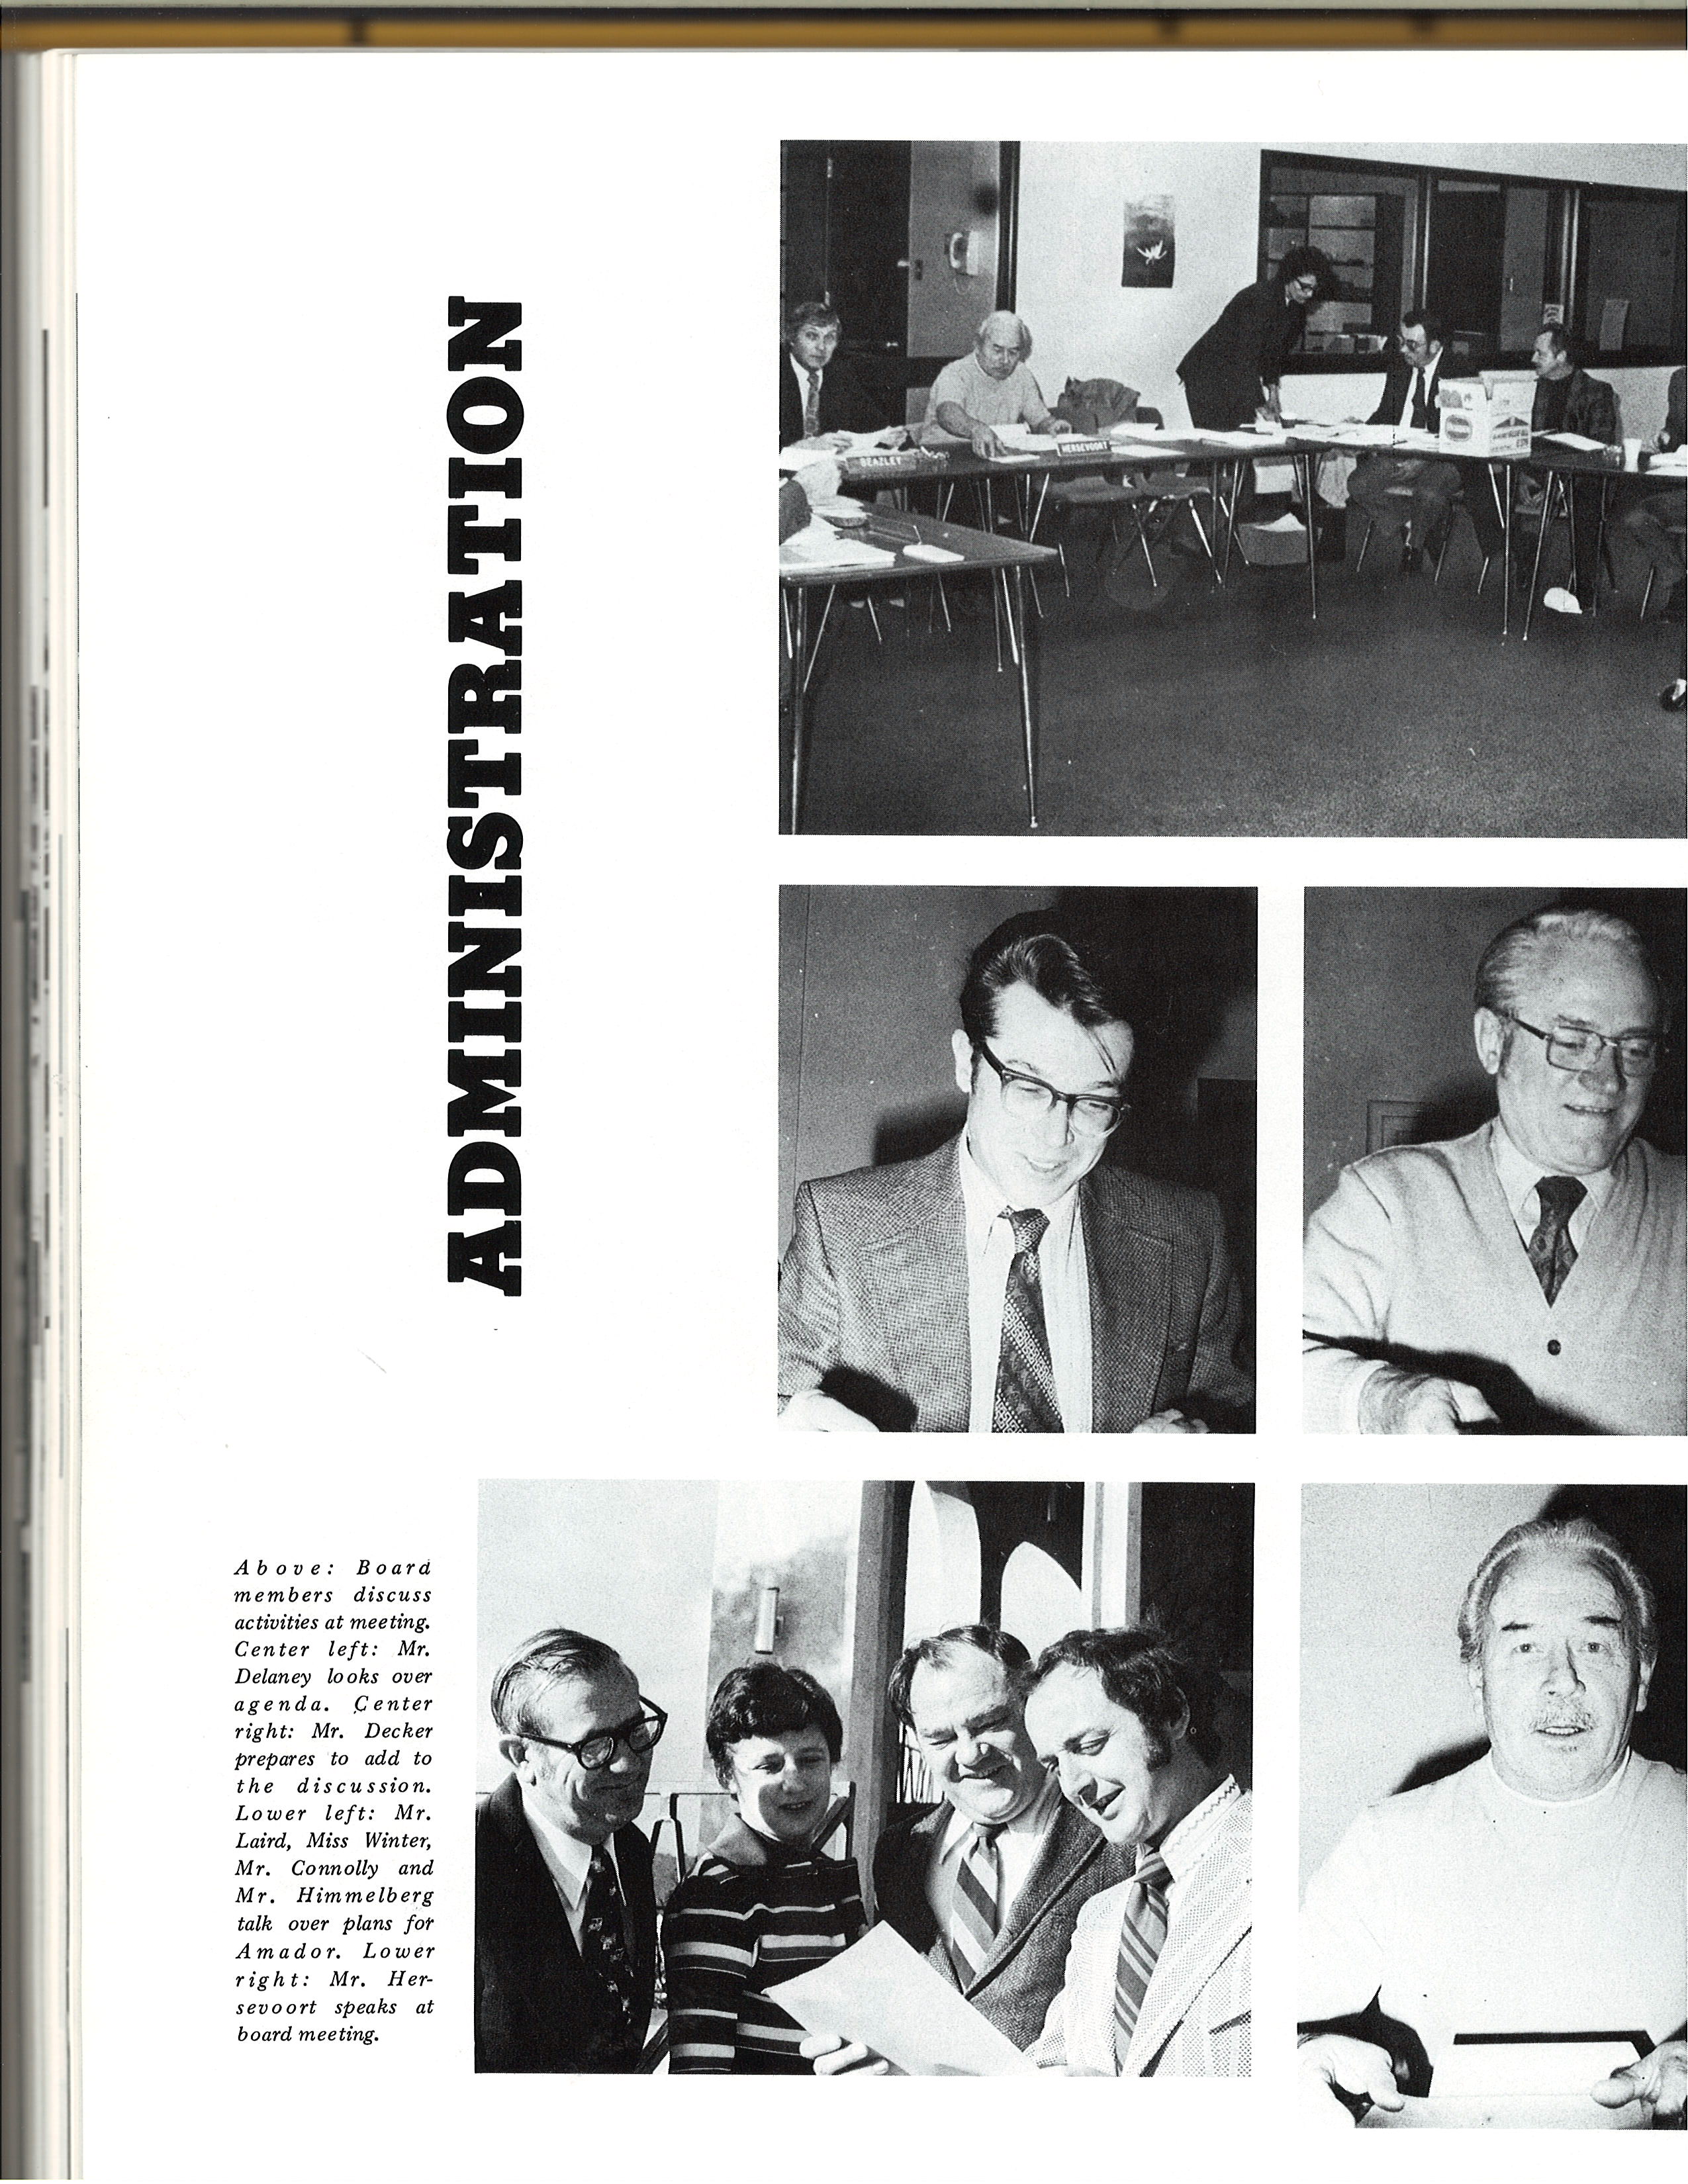 ADMINISTRATION
BEAZLEY
HERSEVOORT
Above: Board
members discuss
activities at meeting.
Center left: Mr.
Delaney looks over
agenda. Center
right: Mr. Decker
prepares to add to
the discussion.
Lower left: Mr.
Laird, Miss Winter,
Mr. Connolly and
Mr. Himmelberg
talk over plans for
Amador. Lower
right: Mr. Her-
sevoort speaks at
board meeting.